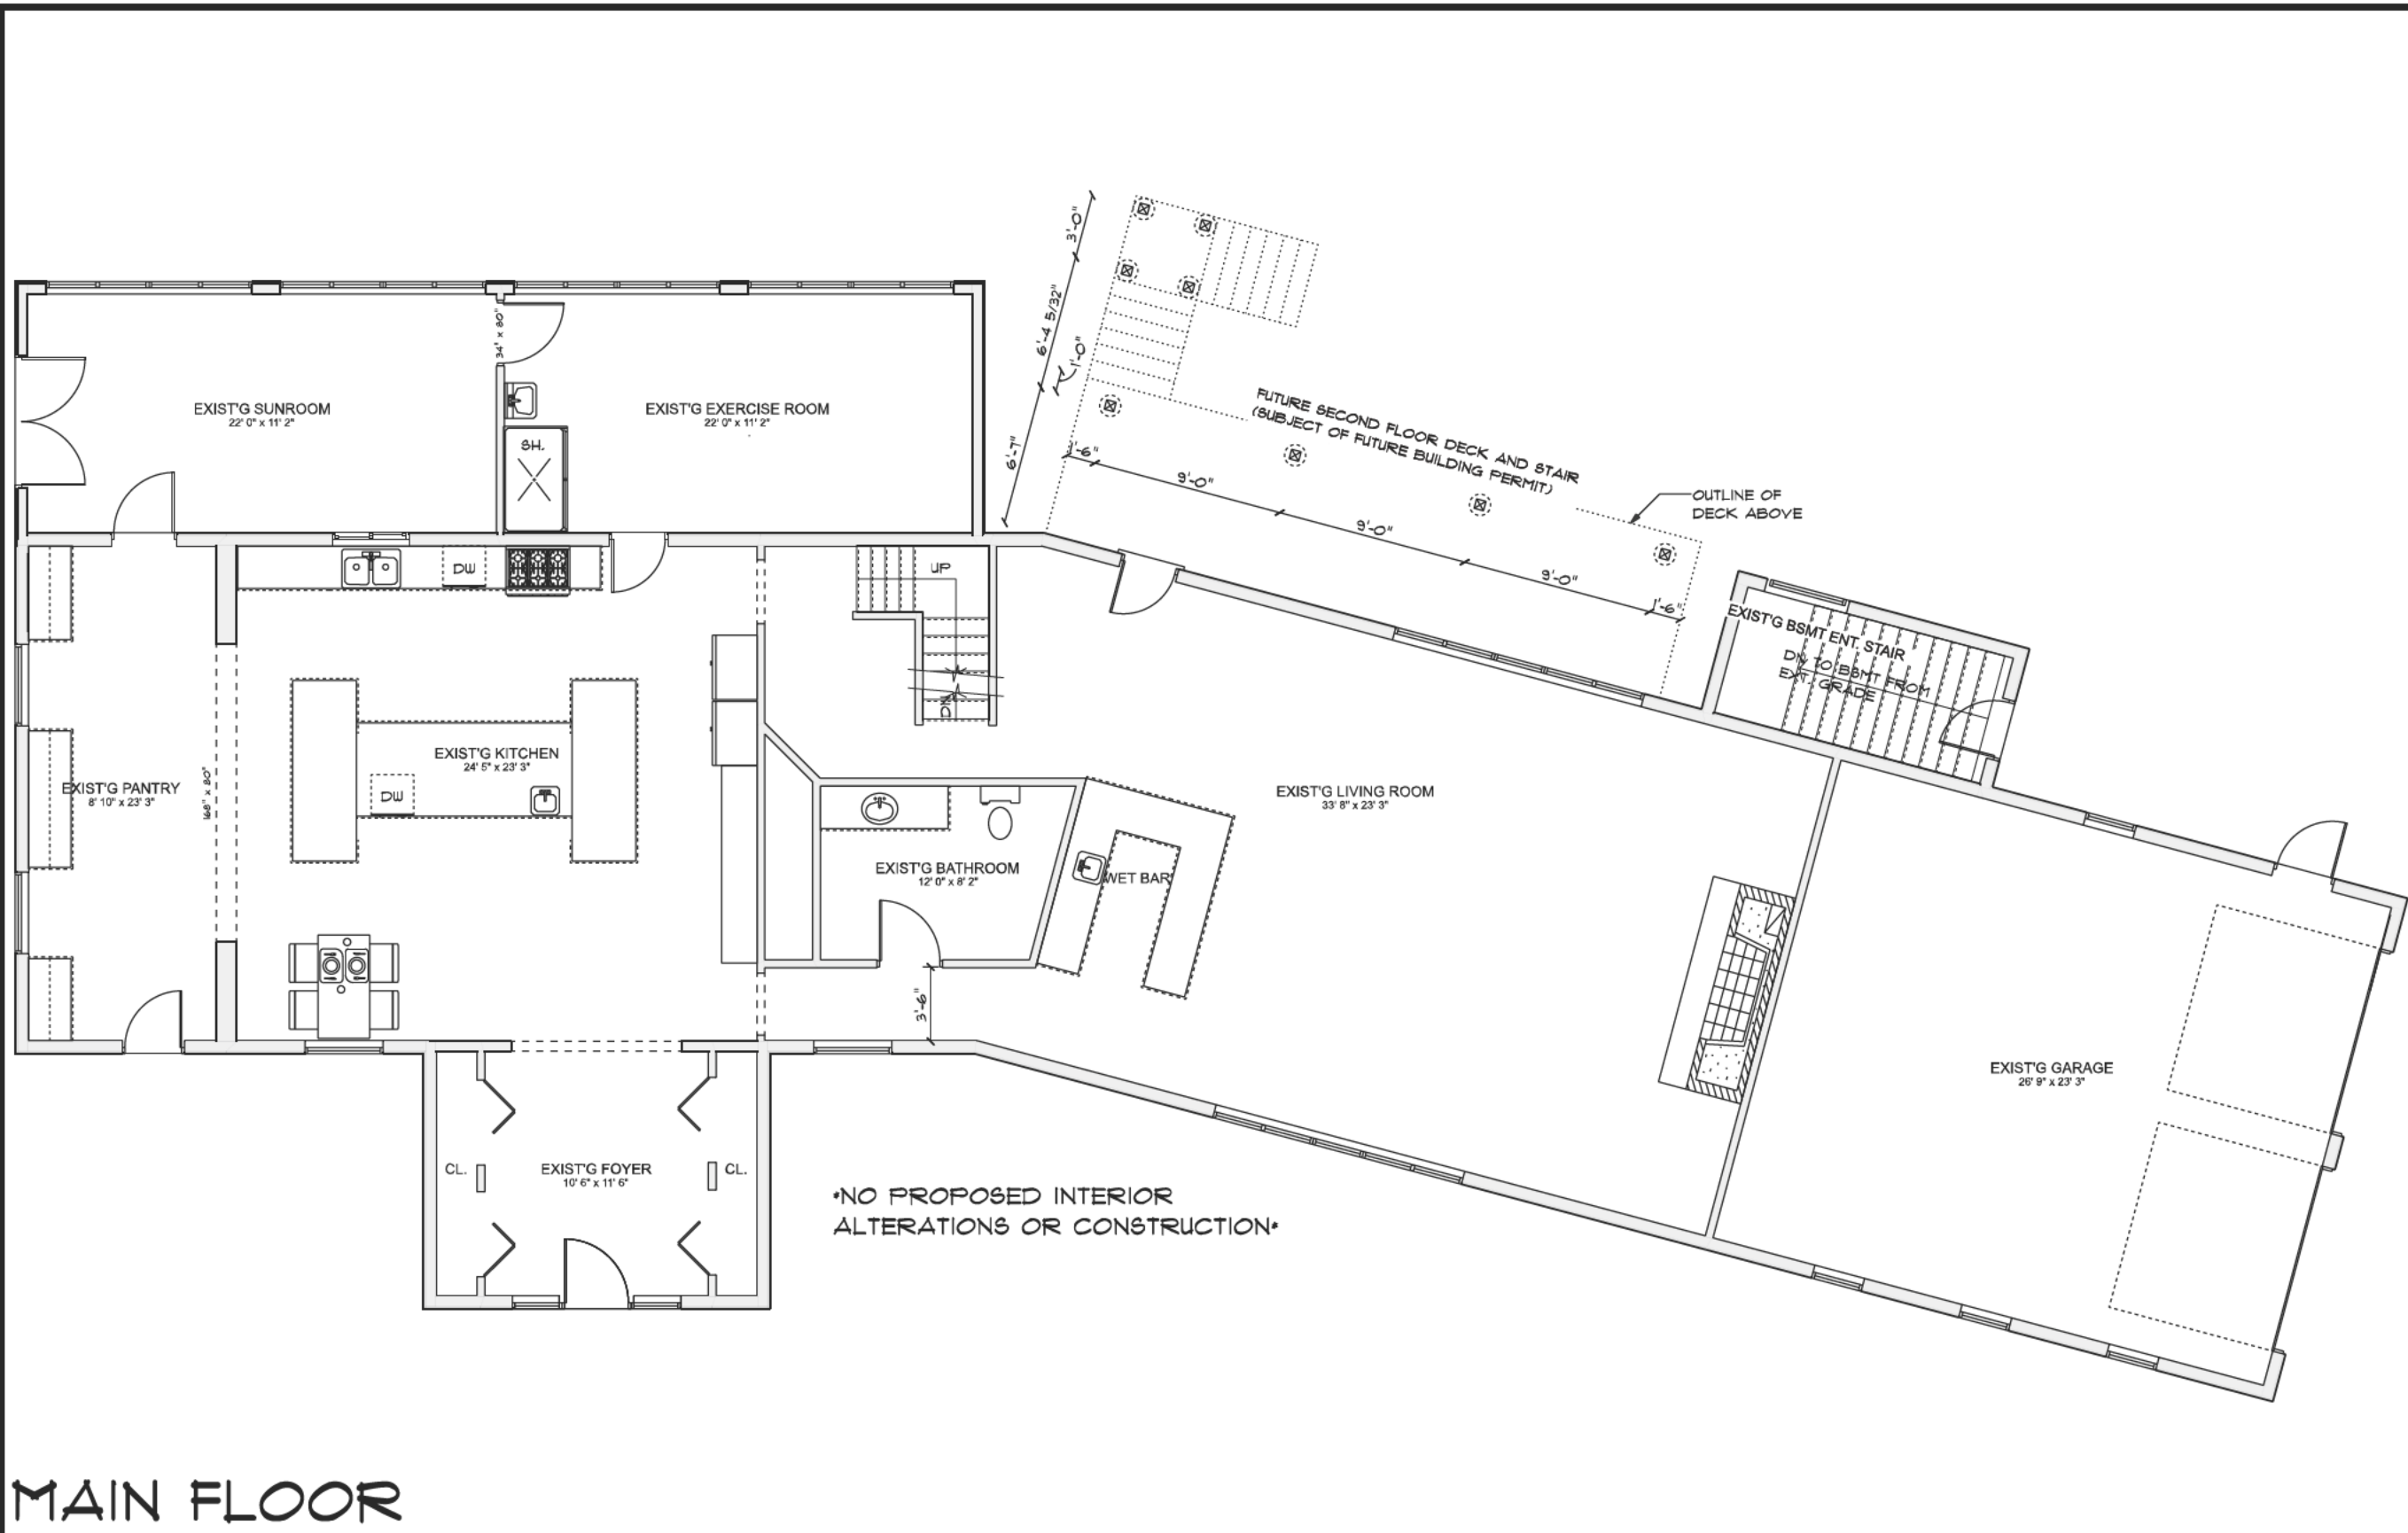 3'-0"
6'-4 5/32"
1'-0"
6'-7"
34" x 80"
EXIST'G SUNROOM
22' 0" x 11' 2"
EXIST'G EXERCISE ROOM
22' 0" x 11' 2"
SH.
FUTURE SECOND FLOOR DECK AND STAIR
(SUBJECT OF FUTURE BUILDING PERMIT)
1'-6"
9'-0"
9'-0"
9'-0"
1'-6"
OUTLINE OF
DECK ABOVE
DW
UP
DN
EXIST'G BSMT ENT. STAIR
DN TO BSMT FROM
EXT. GRADE
EXIST'G KITCHEN
24' 5" x 23' 3"
DW
EXIST'G PANTRY
8' 10" x 23' 3"
168" x 80"
EXIST'G LIVING ROOM
33' 8" x 23' 3"
EXIST'G BATHROOM
12' 0" x 8' 2"
WET BAR
3'-6"
EXIST'G GARAGE
26' 9" x 23' 3"
CL.
EXIST'G FOYER
10' 6" x 11' 6"
CL.
*NO PROPOSED INTERIOR
ALTERATIONS OR CONSTRUCTION*
MAIN FLOOR